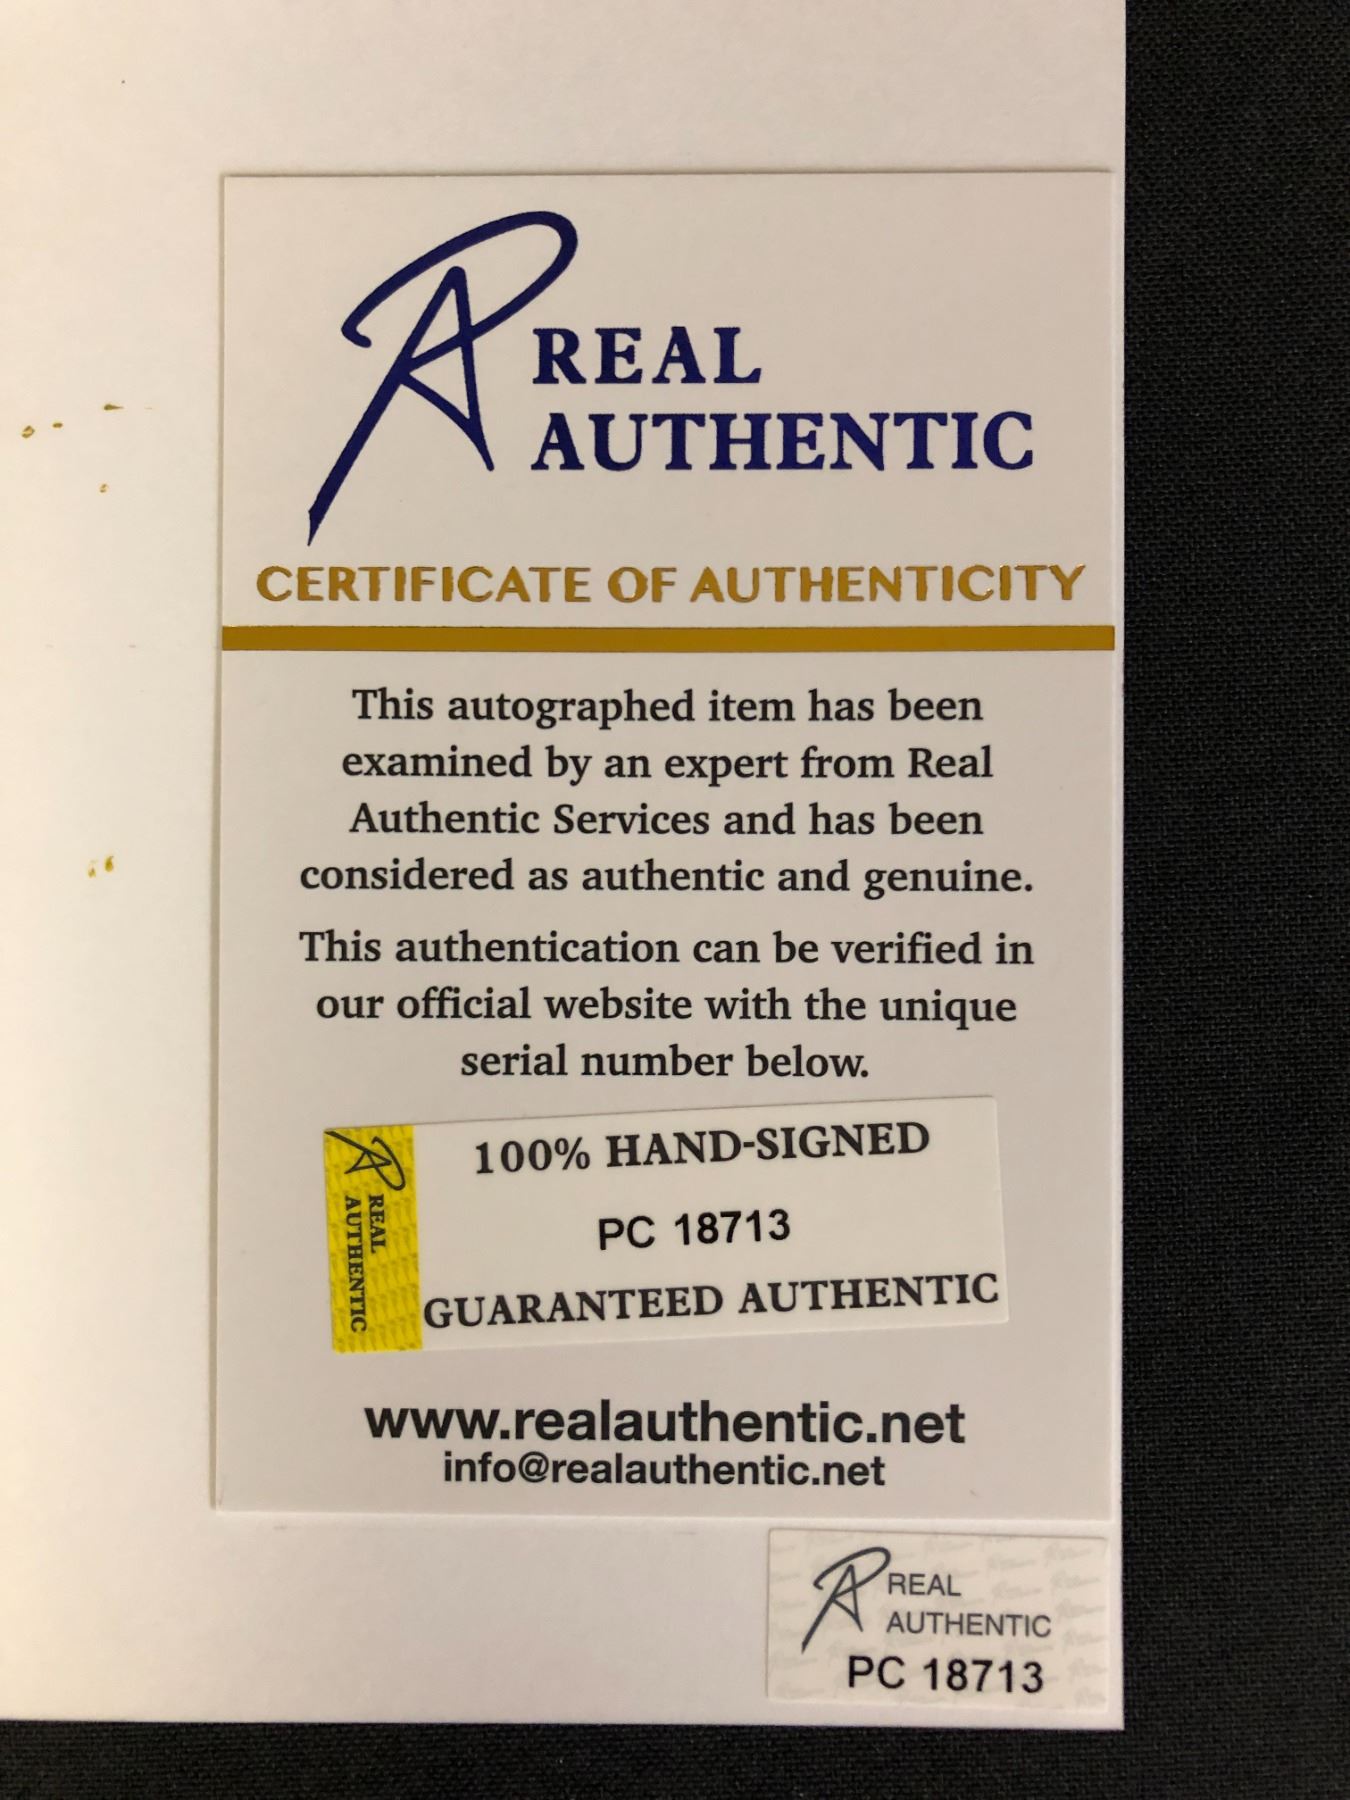 REAL
AUTHENTIC
CERTIFICATE OF AUTHENTICITY
This autographed item has been
examined by an expert from Real
Authentic Services and has been
considered as authentic and genuine.
This authentication can be verified in
our official website with the unique
serial number below.
REAL
AUTHENTIC
100% HAND-SIGNED
PC 18713
GUARANTEED AUTHENTIC
www.realauthentic.net
info@realauthentic.net
REAL
AUTHENTIC
PC 18713